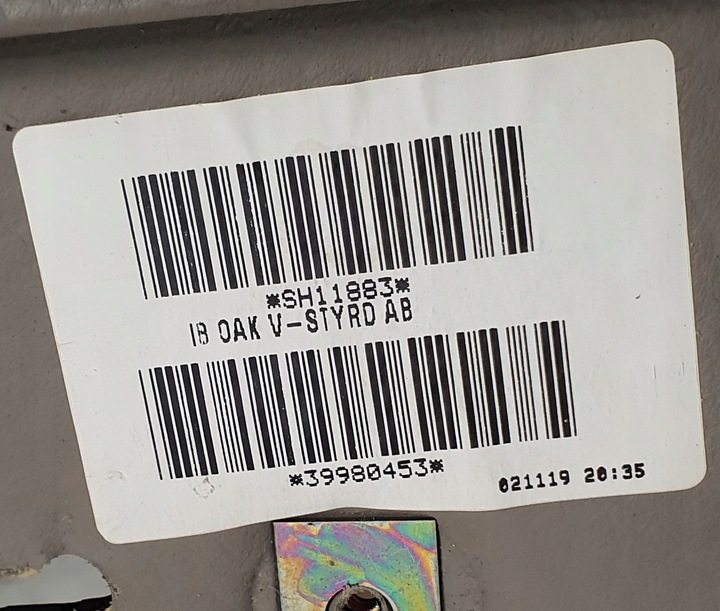 *SH11883*
IB OAK V-STYRD AB
*39980453*
021119 20:35